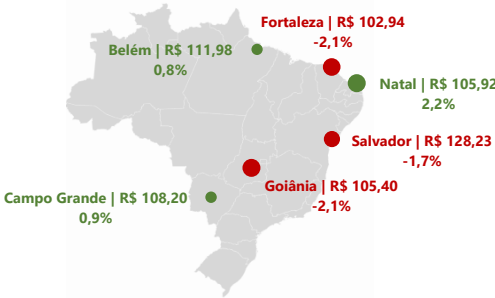 Fortaleza | R$ 102,94
-2,1%
Belém | R$ 111,98
0,8%
Natal | R$ 105,92
2,2%
Salvador | R$ 128,23
-1,7%
Goiânia | R$ 105,40
-2,1%
Campo Grande | R$ 108,20
0,9%